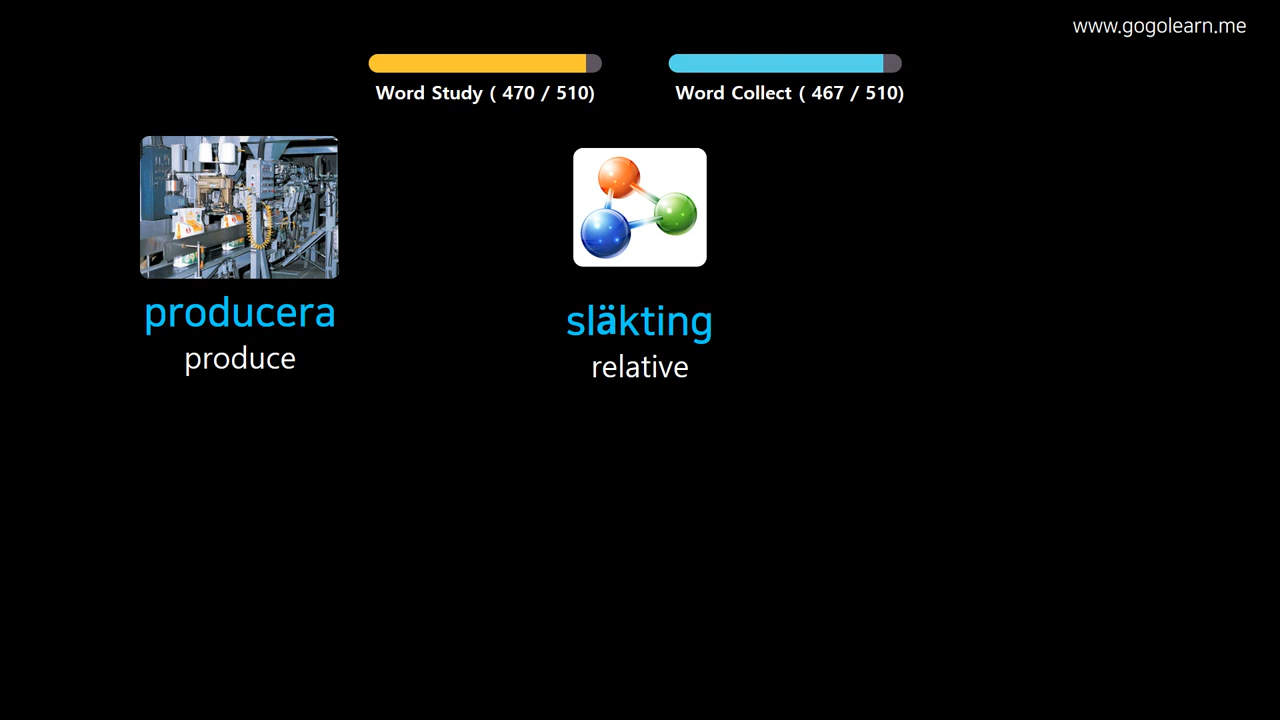 www.gogolearn.me
Word Study ( 470 / 510)
Word Collect ( 467 / 510)
producera
produce
släkting
relative